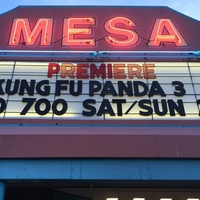 MESA
PREMIERE
KUNG FU PANDA 3
700 SAT/SUN